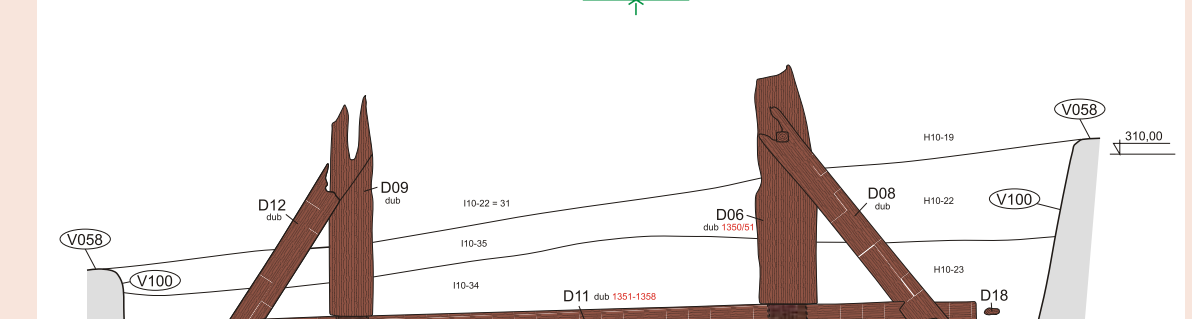 V058
310,00
H10-19
D09
dub
D12
dub
D08
dub
V100
H10-22
I10-22 = 31
D06
dub 1350/51
V058
I10-35
V100
H10-23
I10-34
D11 dub 1351-1358
D18